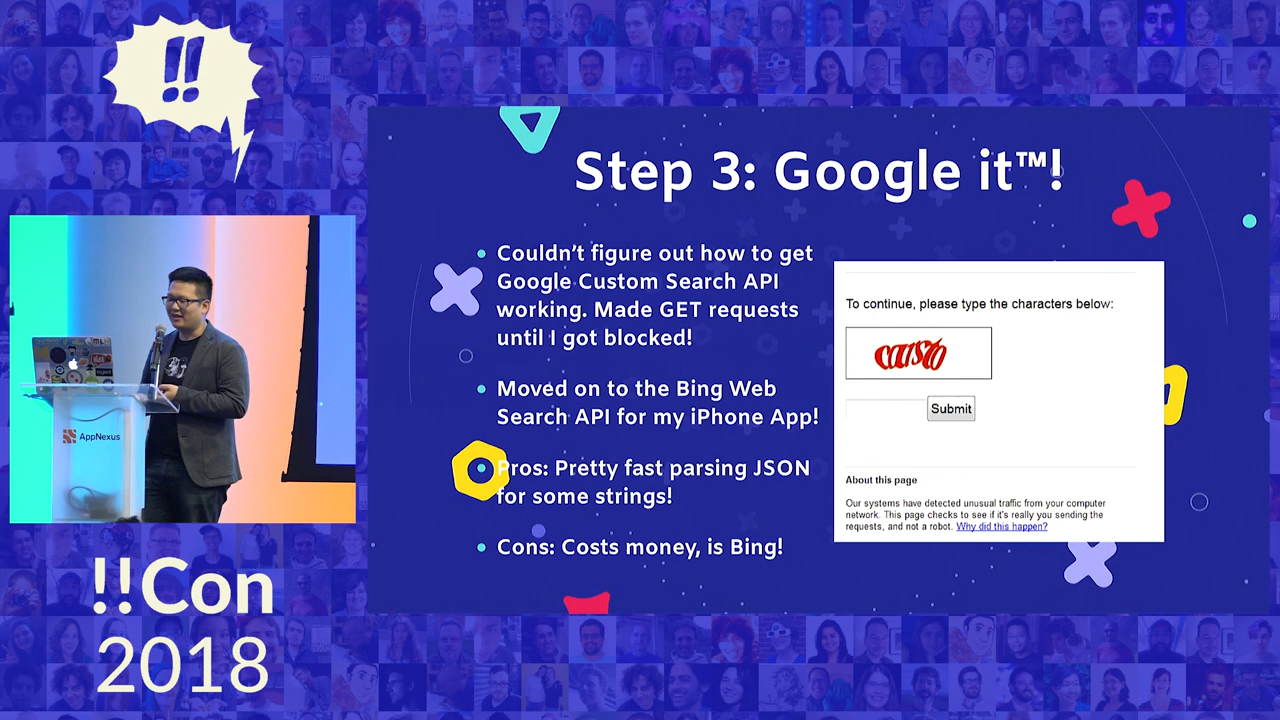 !!
Step 3: Google it™!
Couldn’t figure out how to get
Google Custom Search API
working. Made GET requests
until I got blocked!
Moved on to the Bing Web
Search API for my iPhone App!
Pros: Pretty fast parsing JSON
for some strings!
Cons: Costs money, is Bing!
To continue, please type the characters below:
Submit
About this page
Our systems have detected unusual traffic from your computer
network. This page checks to see if it's really you sending the
requests, and not a robot. Why did this happen?
AppNexus
!!Con
2018